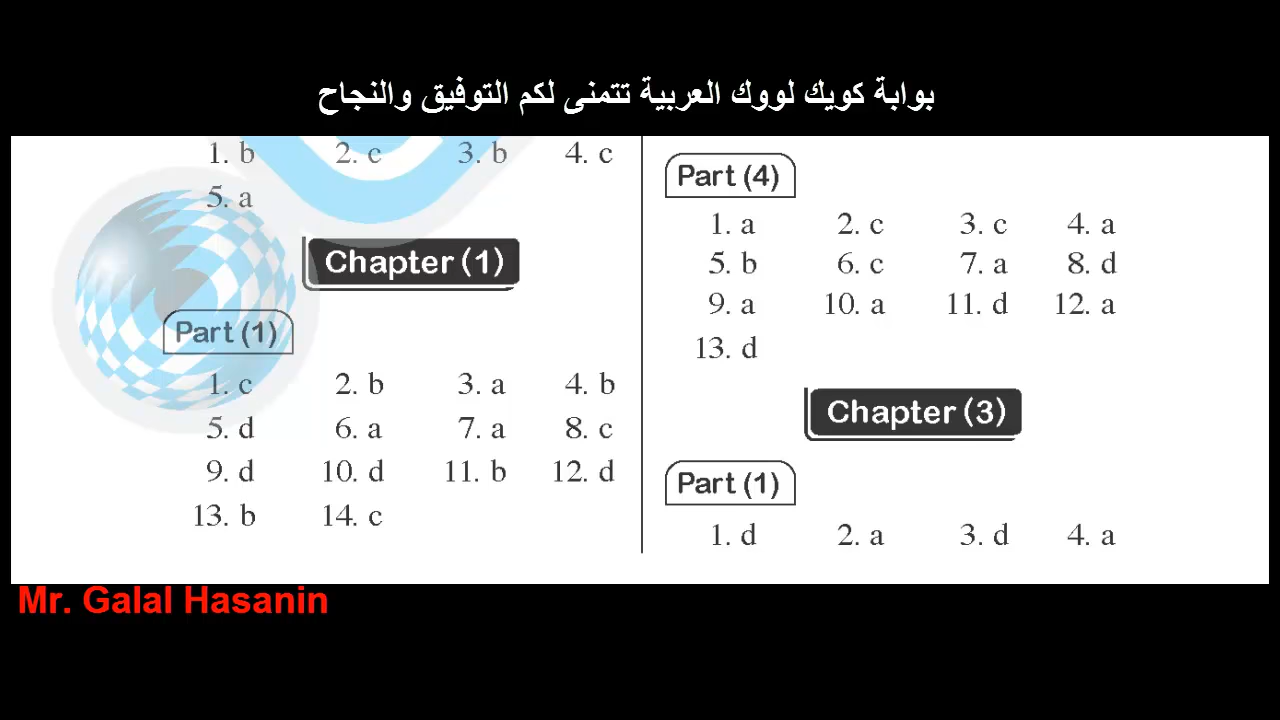 بوابة كويك لووك العربية تتمنى لكم التوفيق والنجاح
1. b 2. c 3. b 4. c
5. a
Chapter (1)
Part (1)
1. c 2. b 3. a 4. b
5. d 6. a 7. a 8. c
9. d 10. d 11. b 12. d
13. b 14. c
Part (4)
1. a 2. c 3. c 4. a
5. b 6. c 7. a 8. d
9. a 10. a 11. d 12. a
13. d
Chapter (3)
Part (1)
1. d 2. a 3. d 4. a
Mr. Galal Hasanin